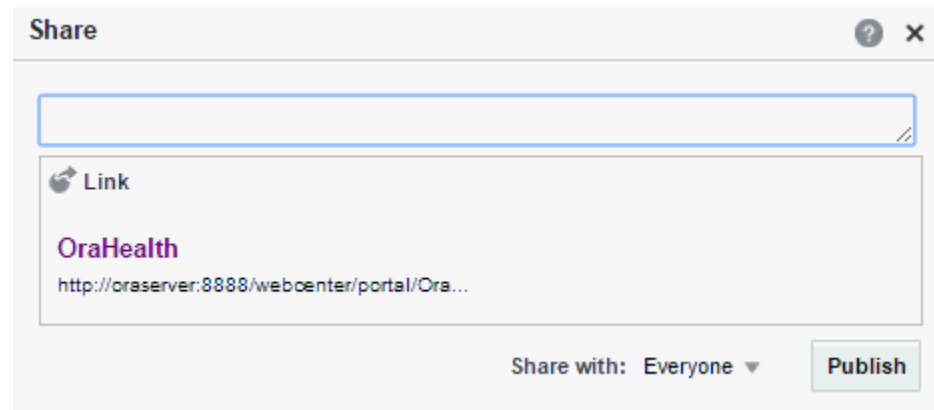 Share
Link
OraHealth
http://oraserver:8888/webcenter/portal/Ora...
Share with: Everyone
Publish